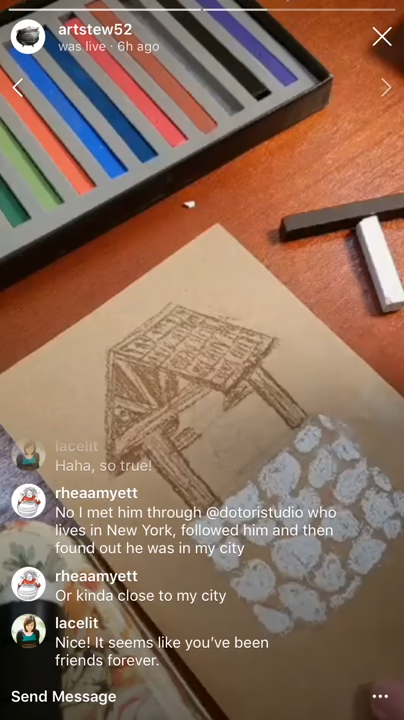 artstew52
was live · 6h ago
lacelit
Haha, so true!
rheaamyett
No I met him through @dotoristudio who
lives in New York, followed him and then
found out he was in my city
rheaamyett
Or kinda close to my city
lacelit
Nice! It seems like you've been
friends forever.
Send Message